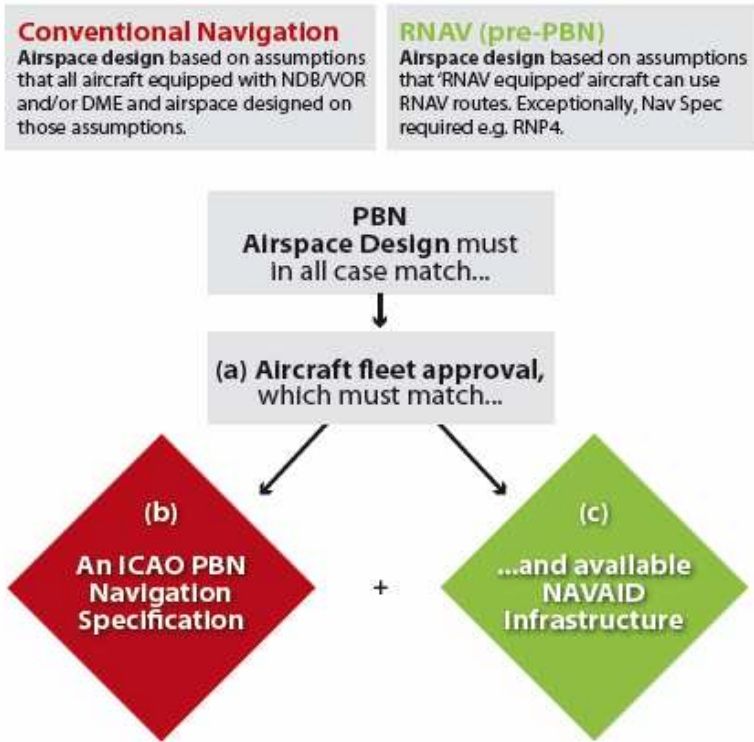 Conventional Navigation
Airspace design based on assumptions
that all aircraft equipped with NDB/VOR
and/or DME and airspace designed on
those assumptions.
RNAV (pre-PBN)
Airspace design based on assumptions
that ‘RNAV equipped’ aircraft can use
RNAV routes. Exceptionally, Nav Spec
required e.g. RNP4.
PBN
Airspace Design must
in all case match...
(a) Aircraft fleet approval,
which must match...
(b)
An ICAO PBN
Navigation
Specification
+
(c)
...and available
NAVAID
Infrastructure